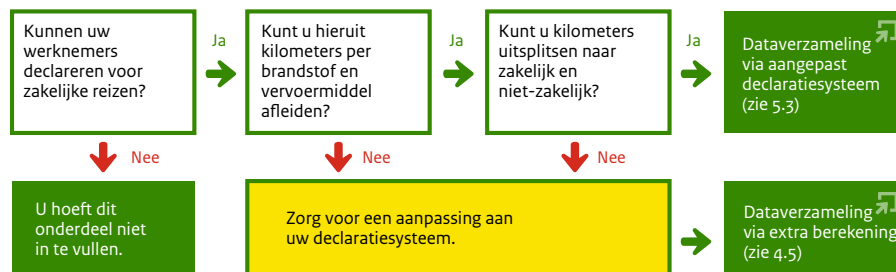 Kunnen uw
werknemers
declareren voor
zakelijke reizen?
Ja
Kunt u hieruit
kilometers per
brandstof en
vervoermiddel
afleiden?
Ja
Kunt u kilometers
uitsplitsen naar
zakelijk en
niet-zakelijk?
Ja
Dataverzameling
via aangepast
declaratiesysteem
(zie 5.3)
Nee
Nee
Nee
U hoeft dit
onderdeel niet
in te vullen.
Zorg voor een aanpassing aan
uw declaratiesysteem.
Dataverzameling
via extra berekening
(zie 4.5)